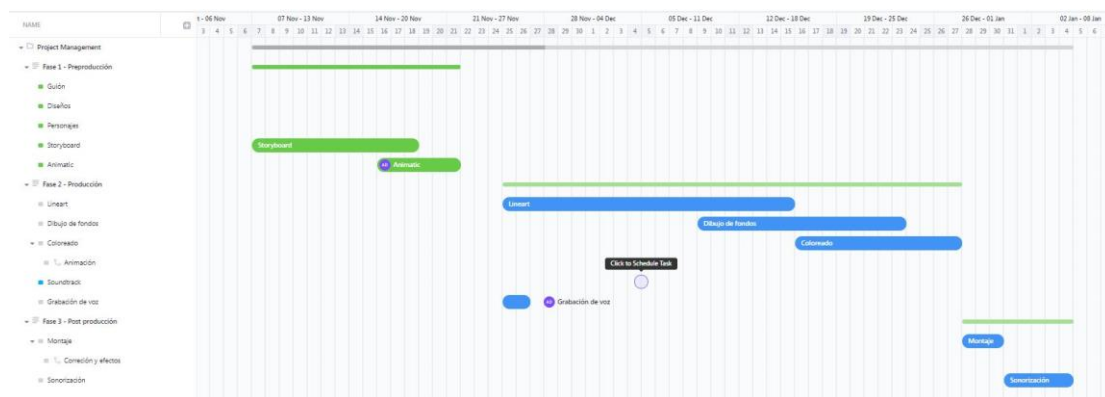 NAME
t - 06 Nov 07 Nov - 13 Nov 14 Nov - 20 Nov 21 Nov - 27 Nov 28 Nov - 04 Dec 05 Dec - 11 Dec 12 Dec - 18 Dec 19 Dec - 25 Dec 26 Dec - 01 Jan 02 Jan - 08 Jan
3 4 5 6 7 8 9 10 11 12 13 14 15 16 17 18 19 20 21 22 23 24 25 26 27 28 29 30 1 2 3 4 5 6 7 8 9 10 11 12 13 14 15 16 17 18 19 20 21 22 23 24 25 26 27 28 29 30 31 1 2 3 4 5 6
Project Management
Fase 1 - Preproducción
Guión
Diseños
Personajes
Storyboard Storyboard
Animatic AD Animatic
Fase 2 - Producción
Lineart Lineart
Dibujo de fondos Dibujo de fondos
Coloreado Coloreado
Animación Click to Schedule Task
Soundtrack
Grabación de voz AD Grabación de voz
Fase 3 - Post producción
Montaje Montaje
Correción y efectos
Sonorización Sonorización